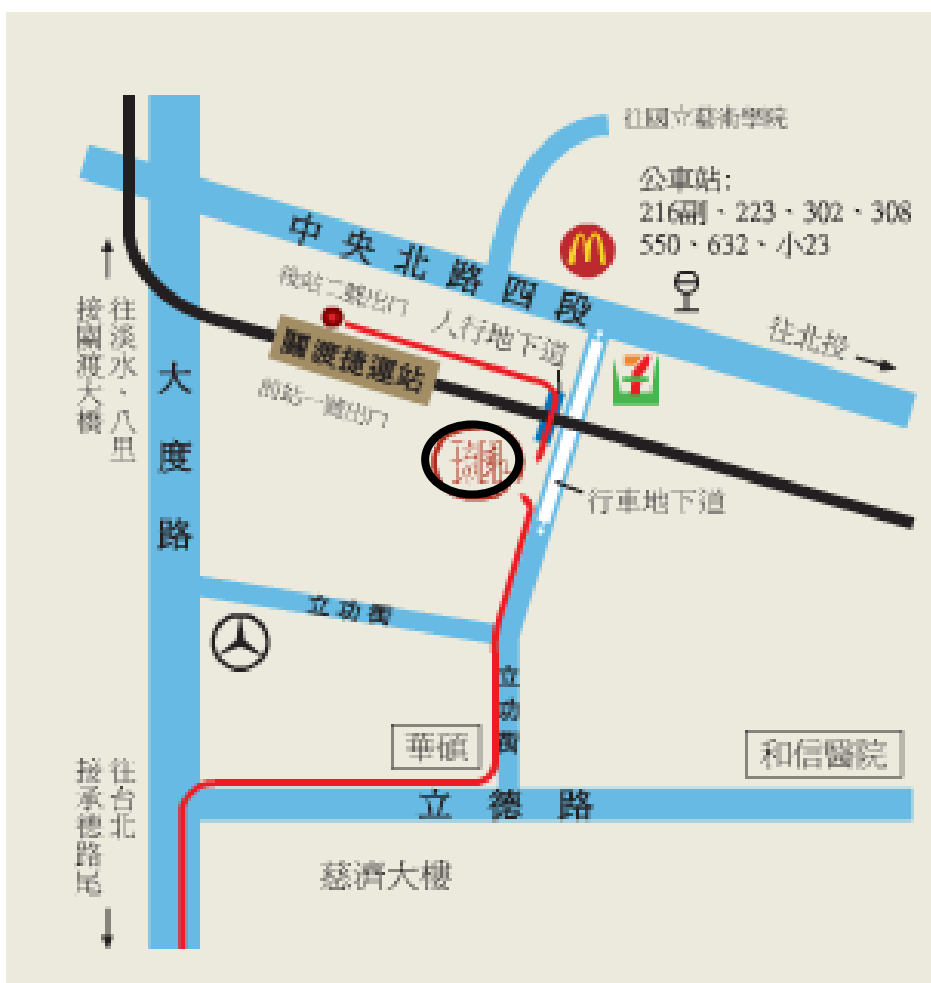 往國立藝術學院
公車站:
216副、223、302、308
550、632、小23
中央北路四段
後站二號出口
人行地下道
往北投
往淡水、八里
接關渡大橋
大度路
關渡捷運站
前站一號出口
7
行車地下道
立功街
立功街
華碩
和信醫院
立德路
往台北
接承德路尾
慈濟大樓